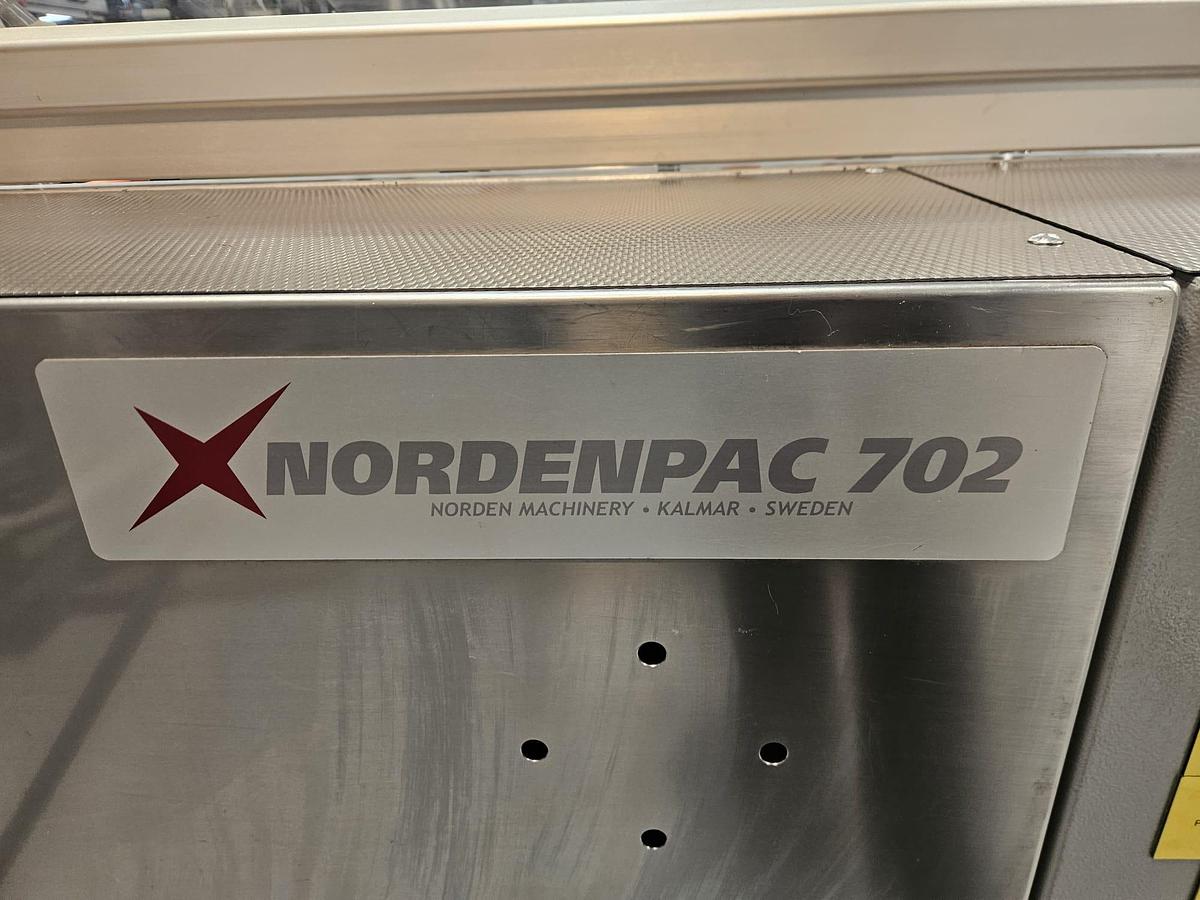 NORDENPAC 702
NORDEN MACHINERY • KALMAR • SWEDEN